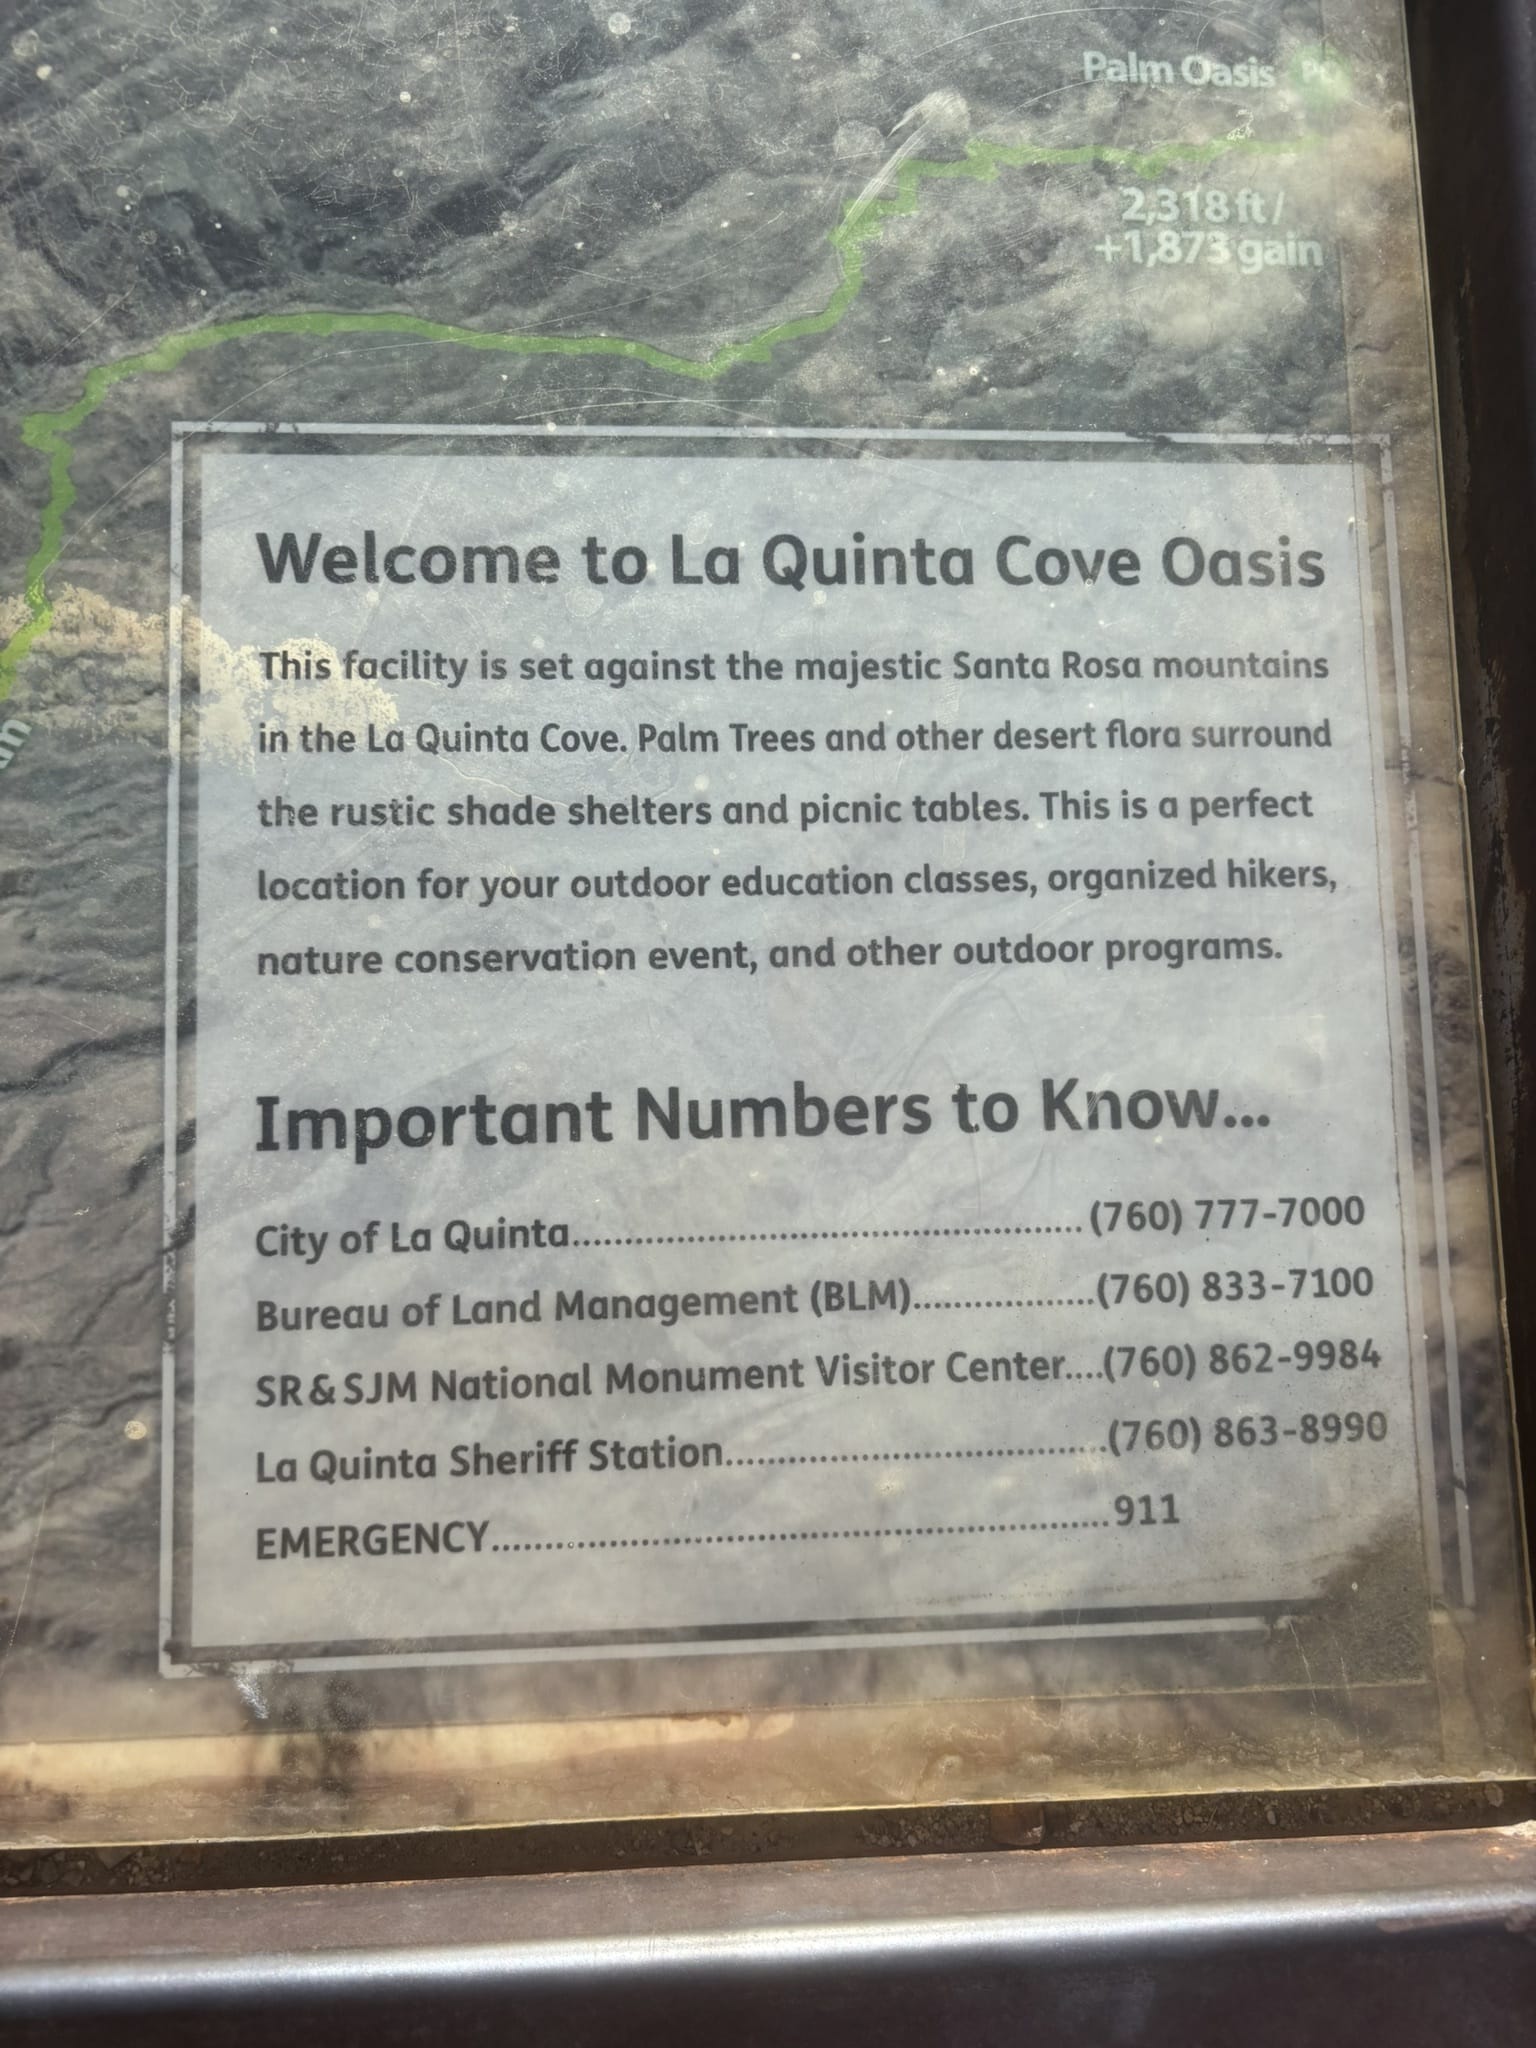 Palm Oasis PO
2,318 ft/
+1,873 gain
Welcome to La Quinta Cove Oasis
This facility is set against the majestic Santa Rosa mountains
in the La Quinta Cove. Palm Trees and other desert flora surround
the rustic shade shelters and picnic tables. This is a perfect
location for your outdoor education classes, organized hikers,
nature conservation event, and other outdoor programs.
Important Numbers to Know...
City of La Quinta................................................ (760) 777-7000
Bureau of Land Management (BLM)..................(760) 833-7100
SR & SJM National Monument Visitor Center....(760) 862-9984
La Quinta Sheriff Station......................................(760) 863-8990
EMERGENCY.............................................................911